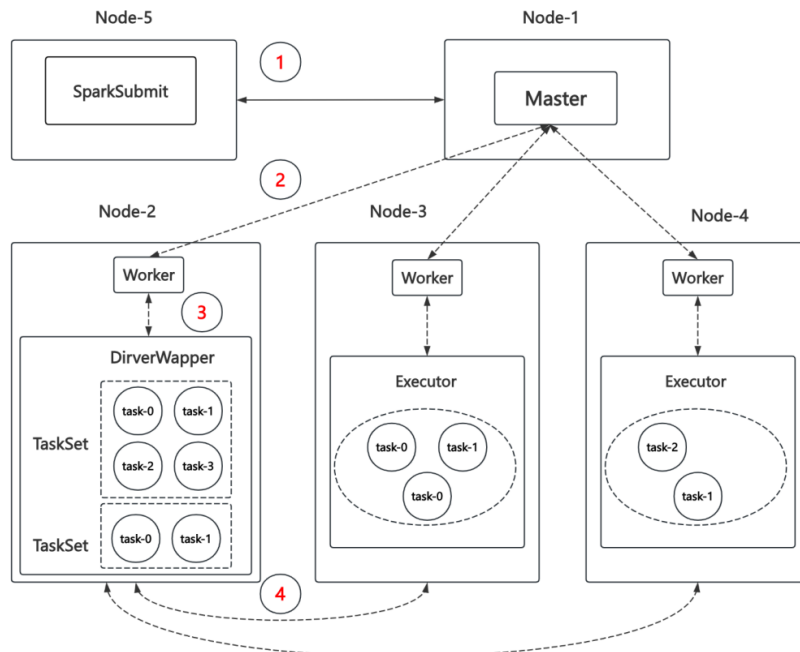 Node-5
Node-1
1
SparkSubmit
Master
2
Node-2
Node-3
Node-4
Worker
Worker
Worker
3
DirverWapper
Executor
Executor
TaskSet
task-0
task-1
task-2
task-3
task-0
task-1
task-0
task-2
task-1
TaskSet
task-0
task-1
4